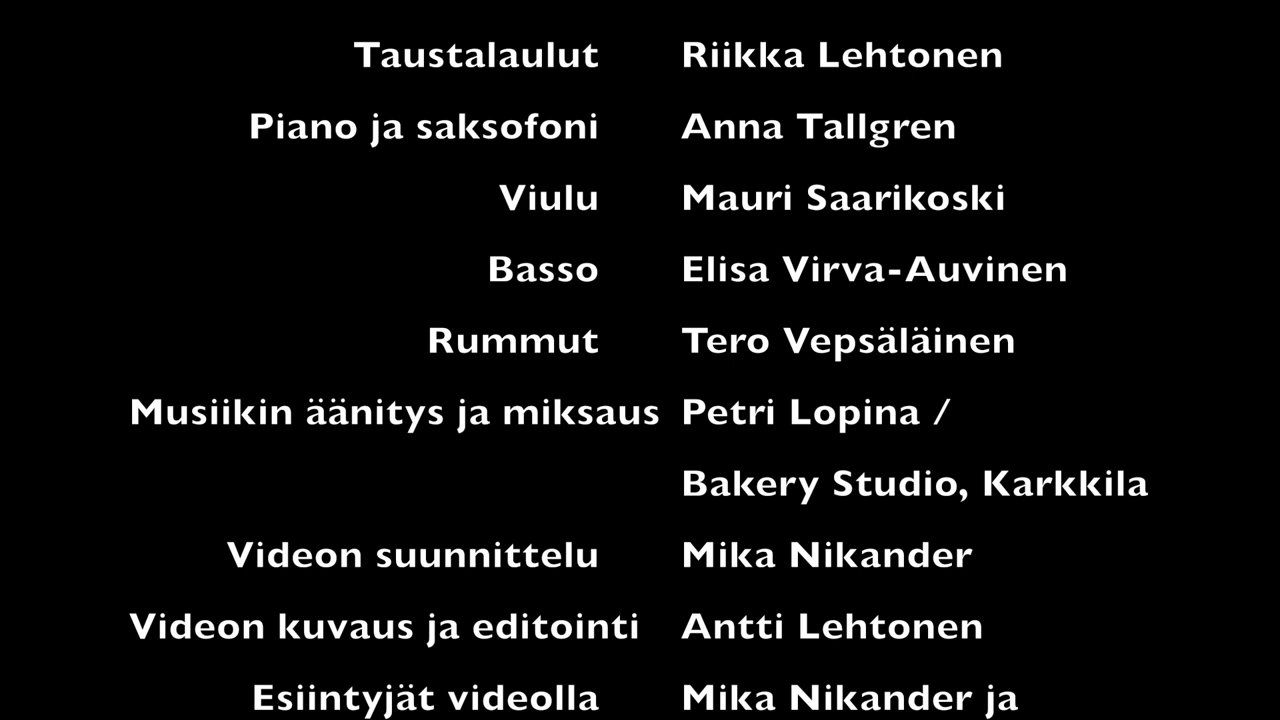 Taustalaulut Riikka Lehtonen
Piano ja saksofoni Anna Tallgren
Viulu Mauri Saarikoski
Basso Elisa Virva-Auvinen
Rummut Tero Vepsäläinen
Musiikin äänitys ja miksaus Petri Lopina /
Bakery Studio, Karkkila
Videon suunnittelu Mika Nikander
Videon kuvaus ja editointi Antti Lehtonen
Esiintyjät videolla Mika Nikander ja